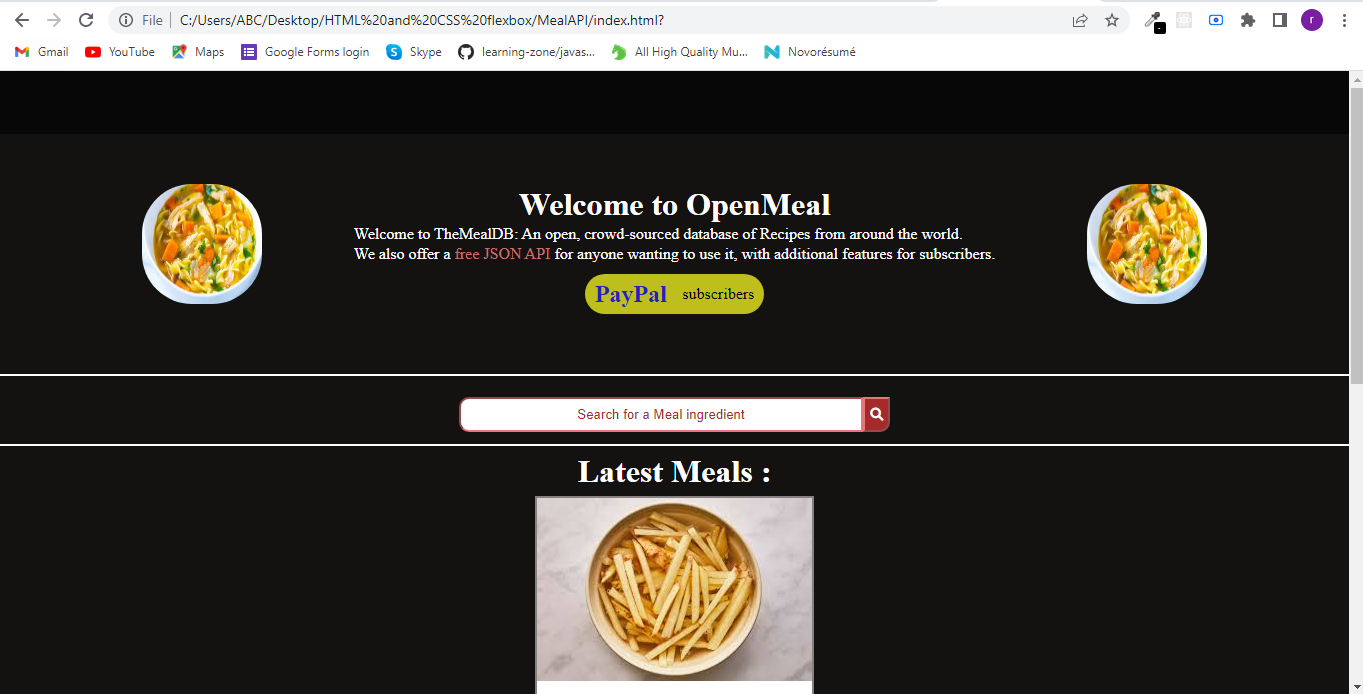 File
C:/Users/ABC/Desktop/HTML%20and%20CSS%20flexbox/MealAPI/index.html?
r
Gmail
YouTube
Maps
Google Forms login
Skype
learning-zone/javas...
All High Quality Mu...
Novorésumé
Welcome to OpenMeal
Welcome to TheMealDB: An open, crowd-sourced database of Recipes from around the world.
We also offer a free JSON API for anyone wanting to use it, with additional features for subscribers.
PayPal subscribers
Search for a Meal ingredient
Latest Meals :